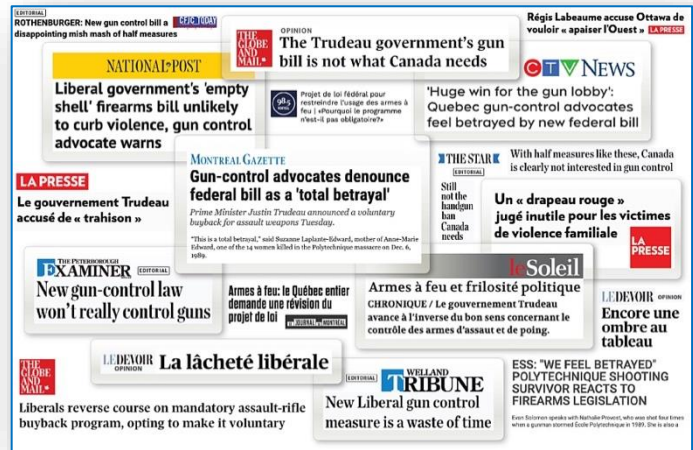 EDITORIAL
ROTHENBURGER: New gun control bill a
disappointing mish mash of half measures
CFJC TODAY
THE
GLOBE
AND
MAIL
OPINION
The Trudeau government's gun
bill is not what Canada needs
Régis Labeaume accuse Ottawa de
vouloir « apaiser l'Ouest » LA PRESSE
NATIONAL POST
Liberal government's 'empty
shell' firearms bill unlikely
to curb violence, gun control
advocate warns
98.5
Projet de loi fédéral pour
restreindre l'usage des armes à
feu | «Pourquoi le programme
n'est-il pas obligatoire?»
CTV NEWS
'Huge win for the gun lobby':
Quebec gun-control advocates
feel betrayed by new federal bill
MONTREAL GAZETTE
Gun-control advocates denounce
federal bill as a 'total betrayal'
Prime Minister Justin Trudeau announced a voluntary
buyback for assault weapons Tuesday.
"This is a total betrayal," said Suzanne Laplante-Edward, mother of Anne-Marie
Edward, one of the 14 women killed in the Polytechnique massacre on Dec. 6,
1989.
THE STAR
EDITORIAL
With half measures like these, Canada
is clearly not interested in gun control
Still
not the
handgun
ban
Canada
needs
LA PRESSE
Le gouvernement Trudeau
accusé de « trahison »
Un « drapeau rouge »
jugé inutile pour les victimes
de violence familiale
LA
PRESSE
THE PETERBOROUGH
EXAMINER
EDITORIAL
New gun-control law
won't really control guns
Armes à feu: le Québec entier
demande une révision du
projet de loi
LE JOURNAL DE MONTRÉAL
leSoleil
Armes à feu et frilosité politique
CHRONIQUE / Le gouvernement Trudeau
avance à l'inverse du bon sens concernant le
contrôle des armes d'assaut et de poing.
LE DEVOIR OPINION
Encore une
ombre au
tableau
LE DEVOIR
OPINION
La lâcheté libérale
THE
GLOBE
AND
MAIL
Liberals reverse course on mandatory assault-rifle
buyback program, opting to make it voluntary
EDITORIAL
WELLAND
TRIBUNE
New Liberal gun control
measure is a waste of time
ESS: "WE FEEL BETRAYED"
POLYTECHNIQUE SHOOTING
SURVIVOR REACTS TO
FIREARMS LEGISLATION
Evan Solomon speaks with Nathalie Provost, who was shot four times
when a gunman stormed École Polytechnique in 1989. She is also a